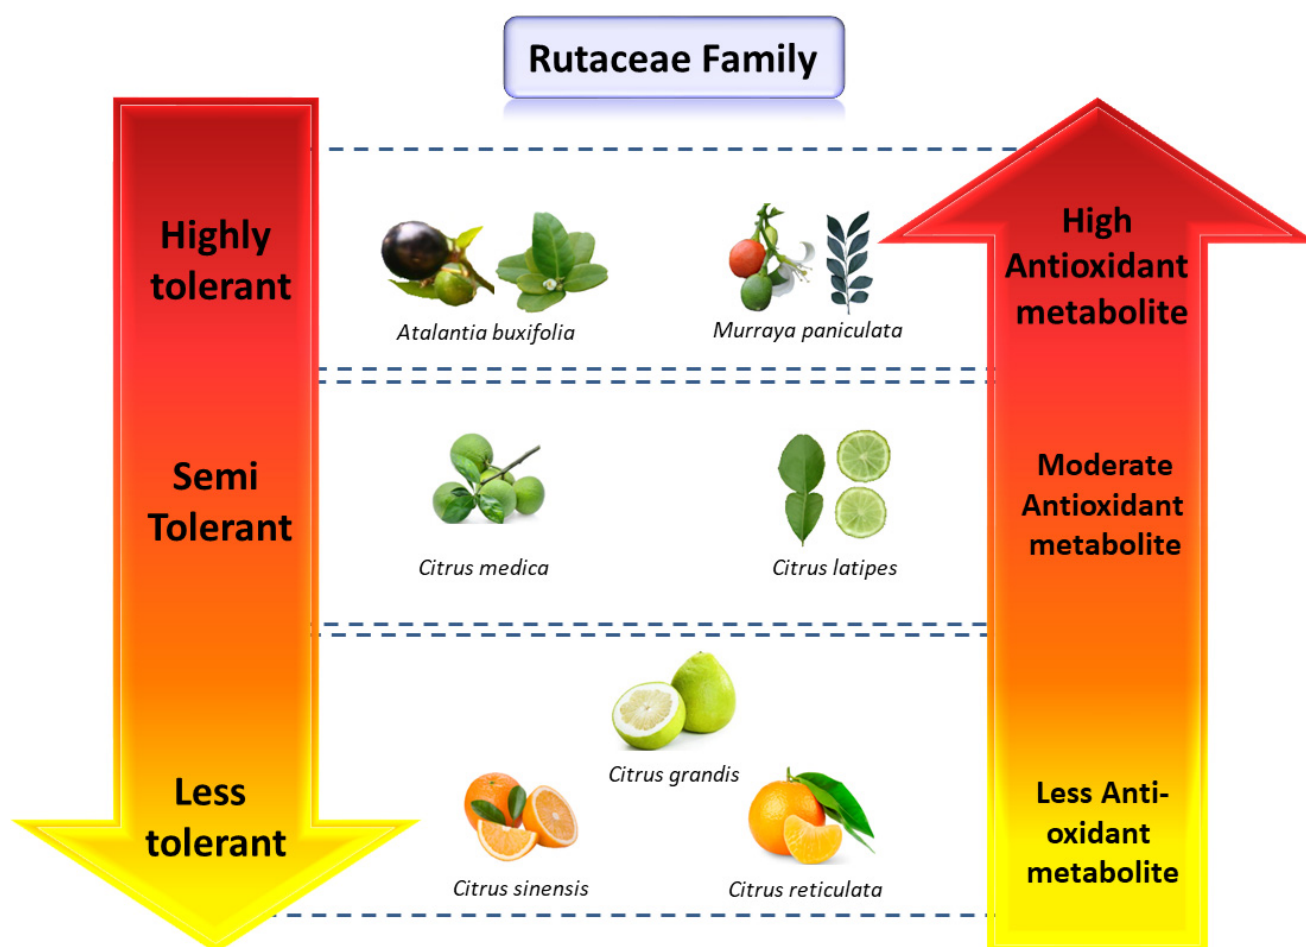 Rutaceae Family
Highly
tolerant
High
Antioxidant
metabolite
Atalantia buxifolia
Murraya paniculata
Semi
Tolerant
Moderate
Antioxidant
metabolite
Citrus medica
Citrus latipes
Less
tolerant
Less Anti-
oxidant
metabolite
Citrus grandis
Citrus sinensis
Citrus reticulata